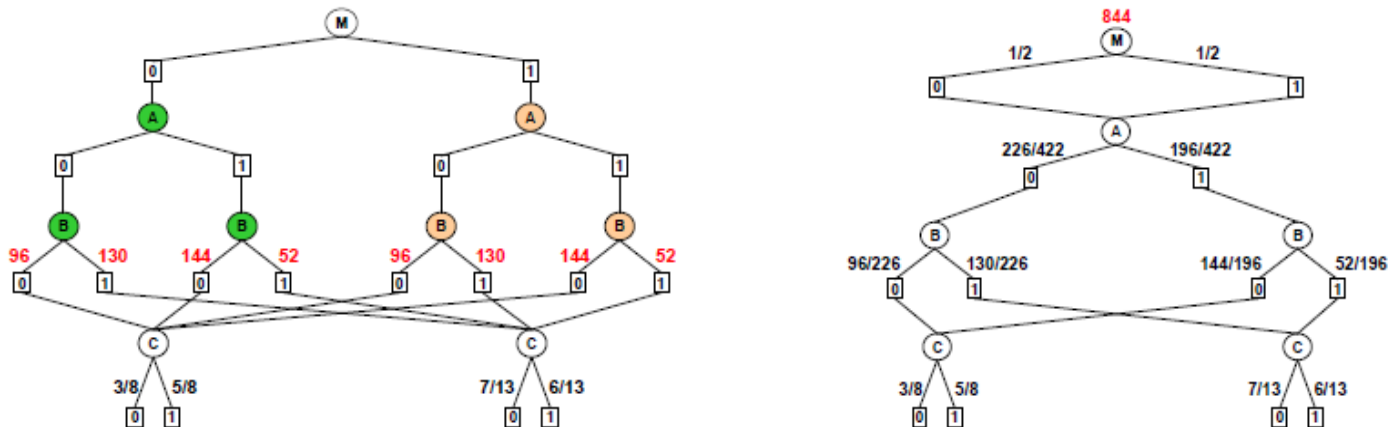 844
M M
1/2 1/2
0 1 0 1
A A A
226/422 196/422
0 1 0 1 0 1
B B B B B B
96 130 144 52 96 130 144 52 96/226 130/226 144/196 52/196
0 1 0 1 0 1 0 1 0 1 0 1
C C C C
3/8 5/8 7/13 6/13 3/8 5/8 7/13 6/13
0 1 0 1 0 1 0 1